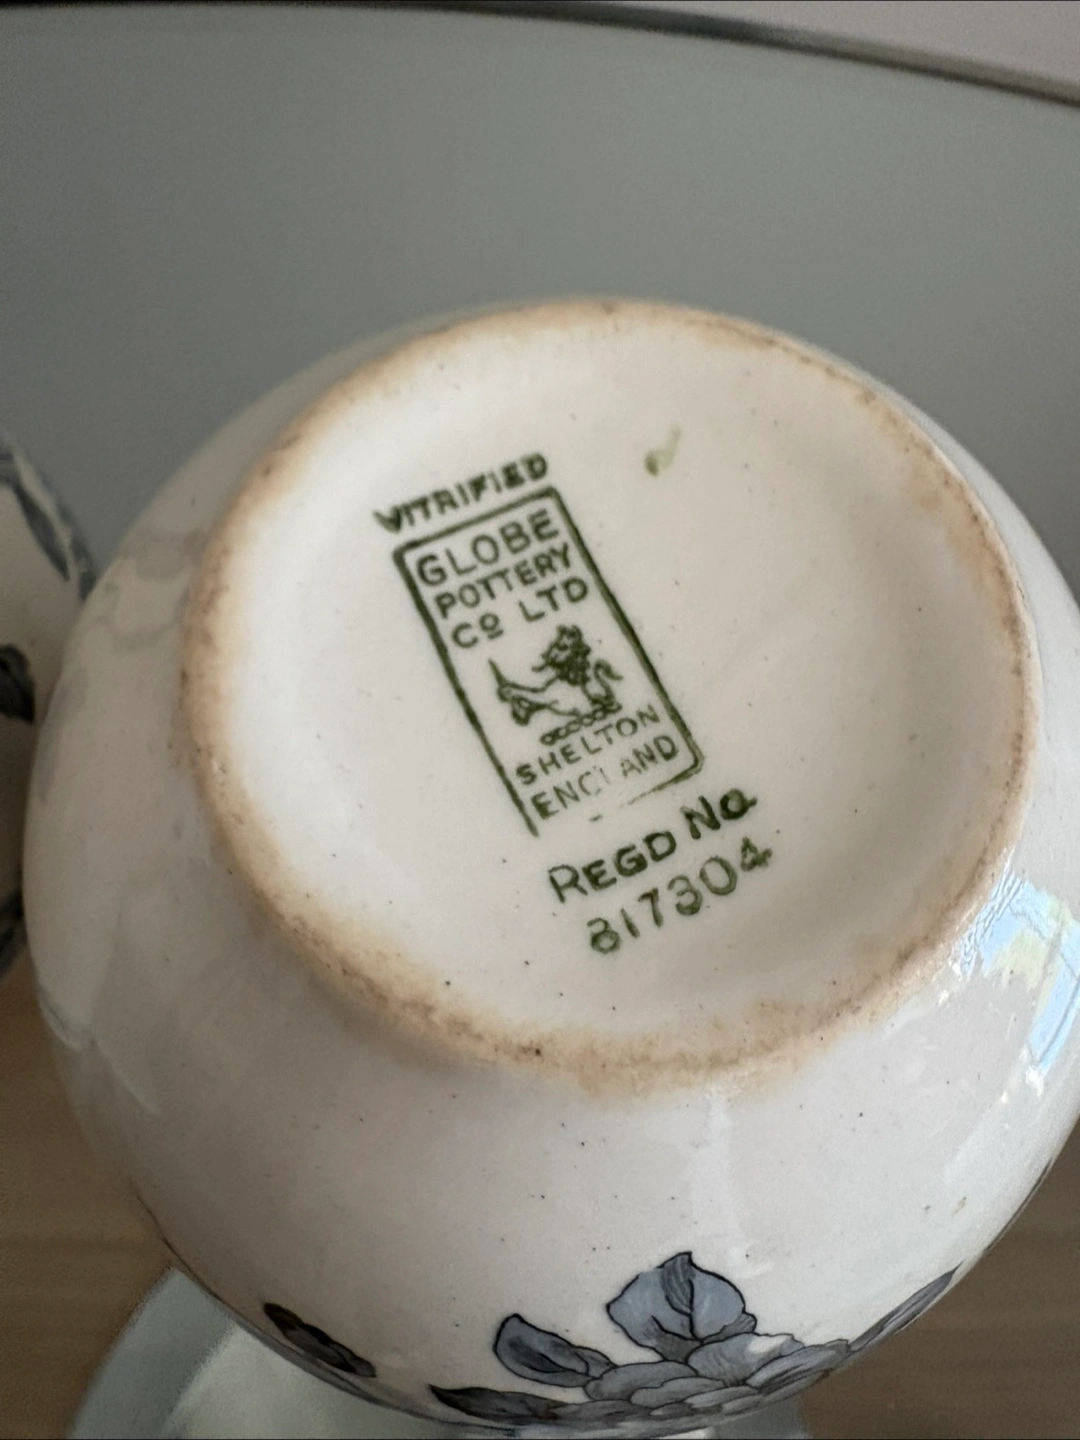 VITRIFIED
GLOBE
POTTERY
Cº LTD
SHELTON
ENGLAND
REGD No
817304